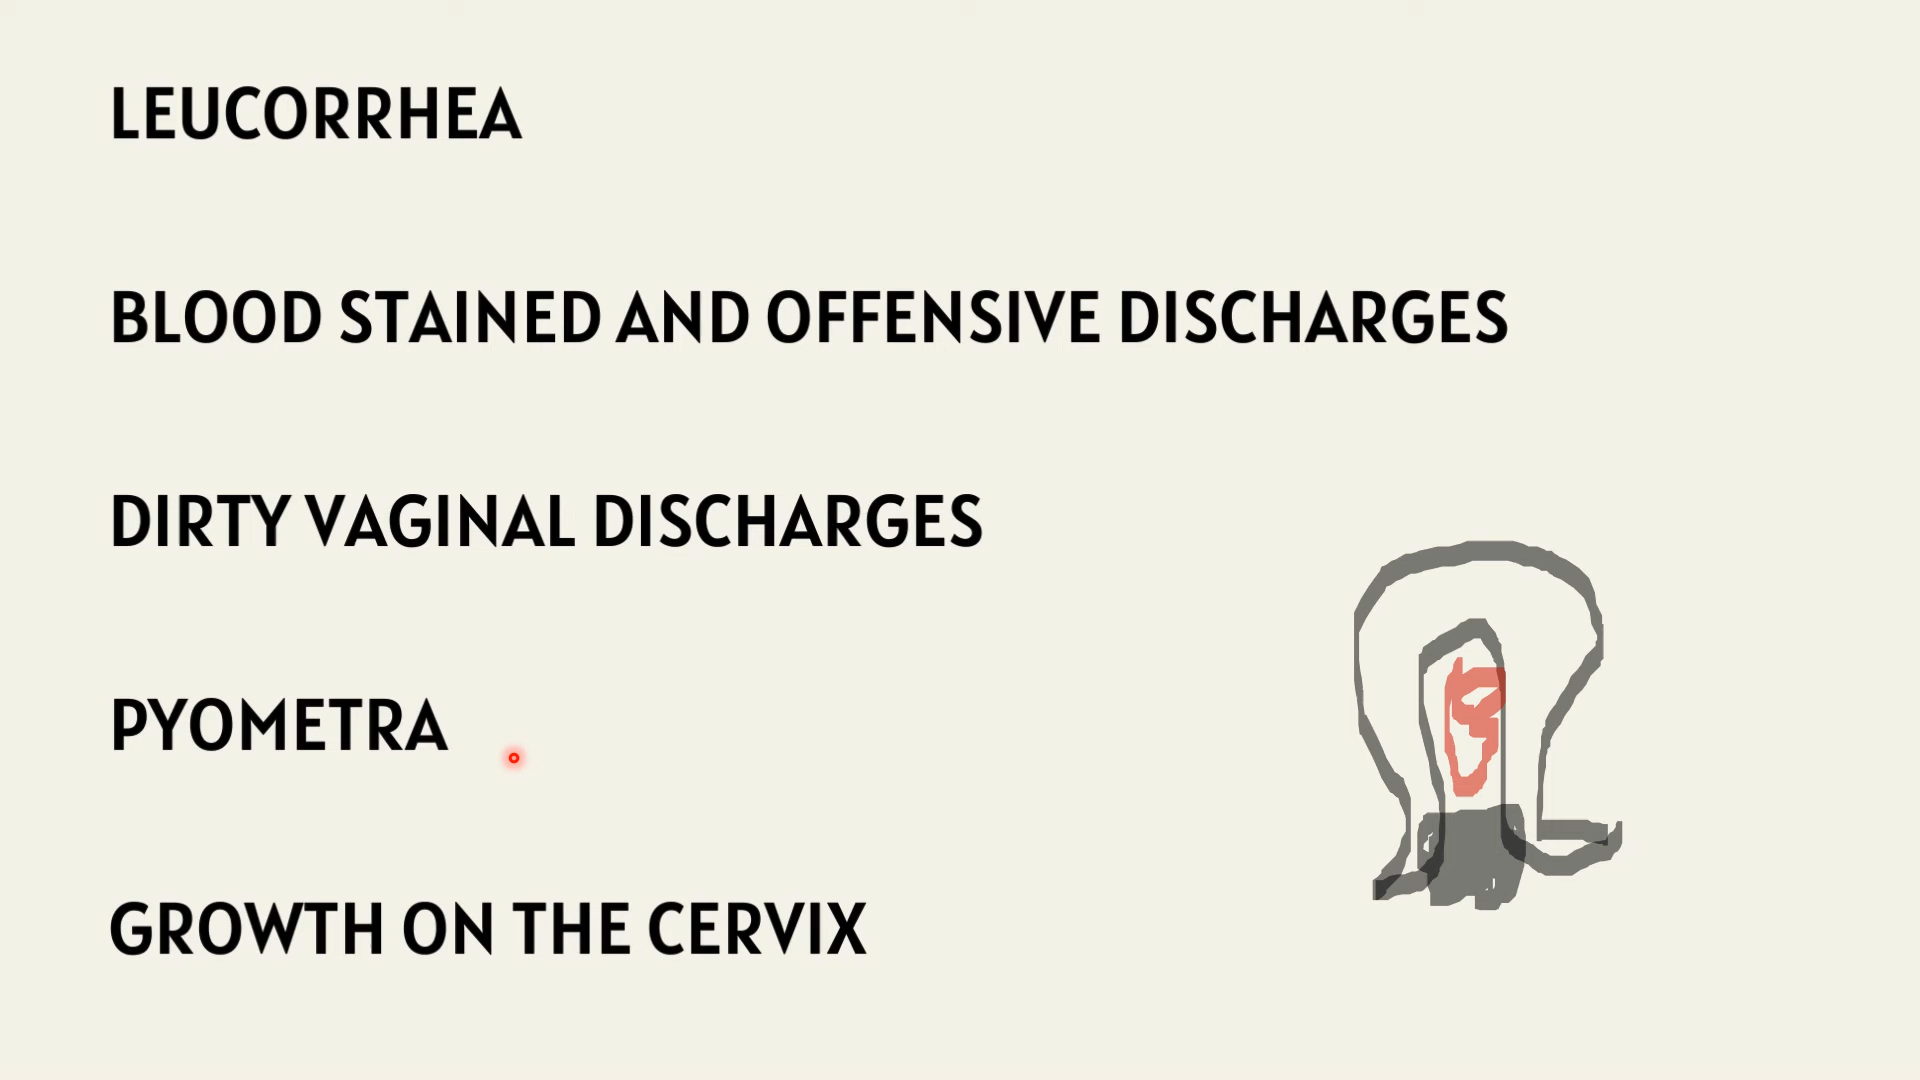 LEUCORRHEA
BLOOD STAINED AND OFFENSIVE DISCHARGES
DIRTY VAGINAL DISCHARGES
PYOMETRA
GROWTH ON THE CERVIX